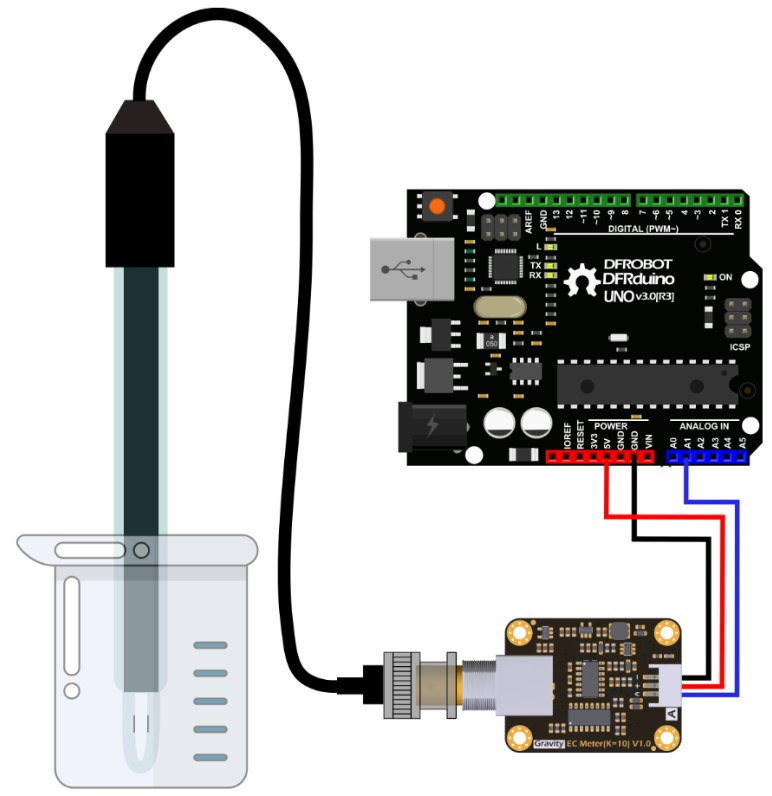 AREF
GND
13
12
~11
~10
~9
8
7
~6
~5
4
~3
2
TX 1
RX 0
DIGITAL (PWM~)
L
TX
RX
DFROBOT
DFRduino
UNO v3.0[R3]
ON
ICSP
050
POWER
ANALOG IN
IOREF
RESET
3V3
5V
GND
GND
VIN
A0
A1
A2
A3
A4
A5
A
Gravity EC Meter(K=10) V1.0